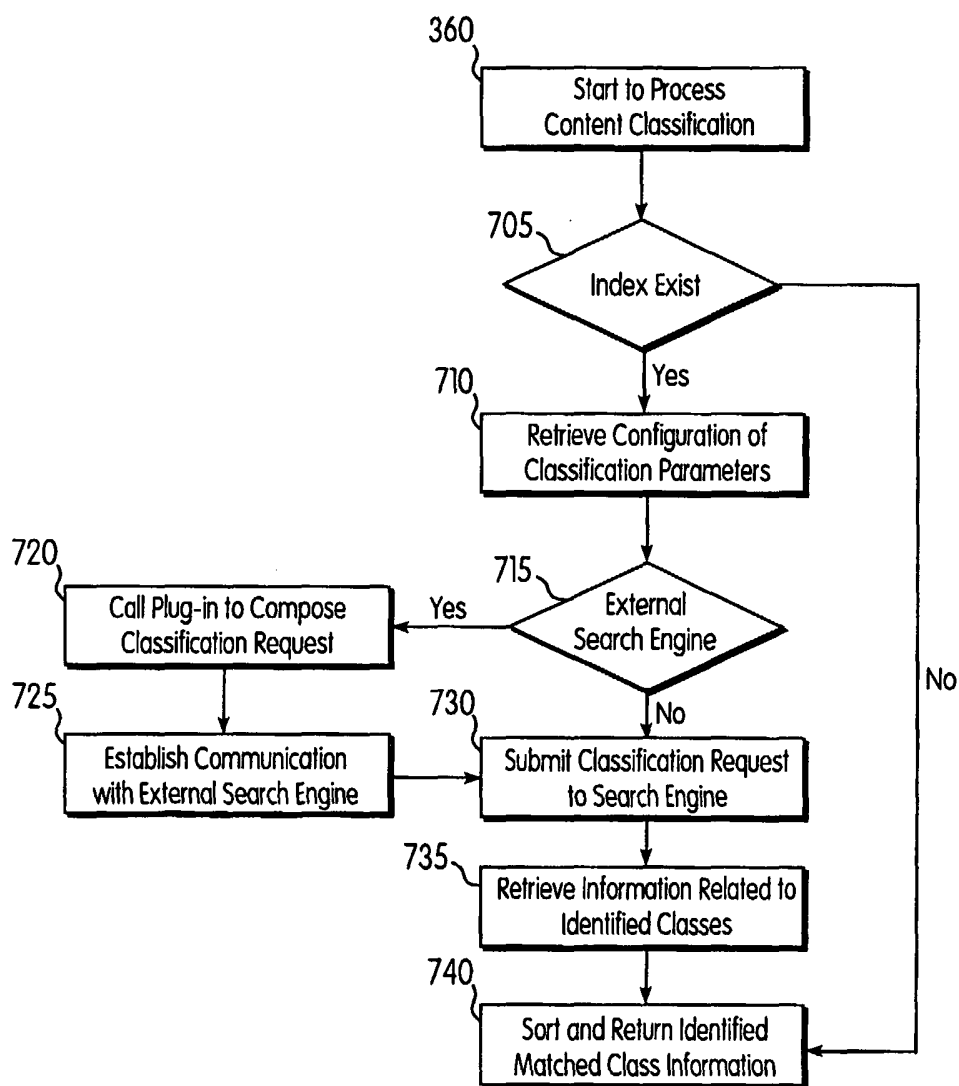 360
Start to Process
Content Classification
705
Index Exist
Yes
710
Retrieve Configuration of
Classification Parameters
720
Call Plug-in to Compose
Classification Request
Yes
715
External
Search Engine
No
No
725
Establish Communication
with External Search Engine
730
Submit Classification Request
to Search Engine
735
Retrieve Information Related to
Identified Classes
740
Sort and Return Identified
Matched Class Information